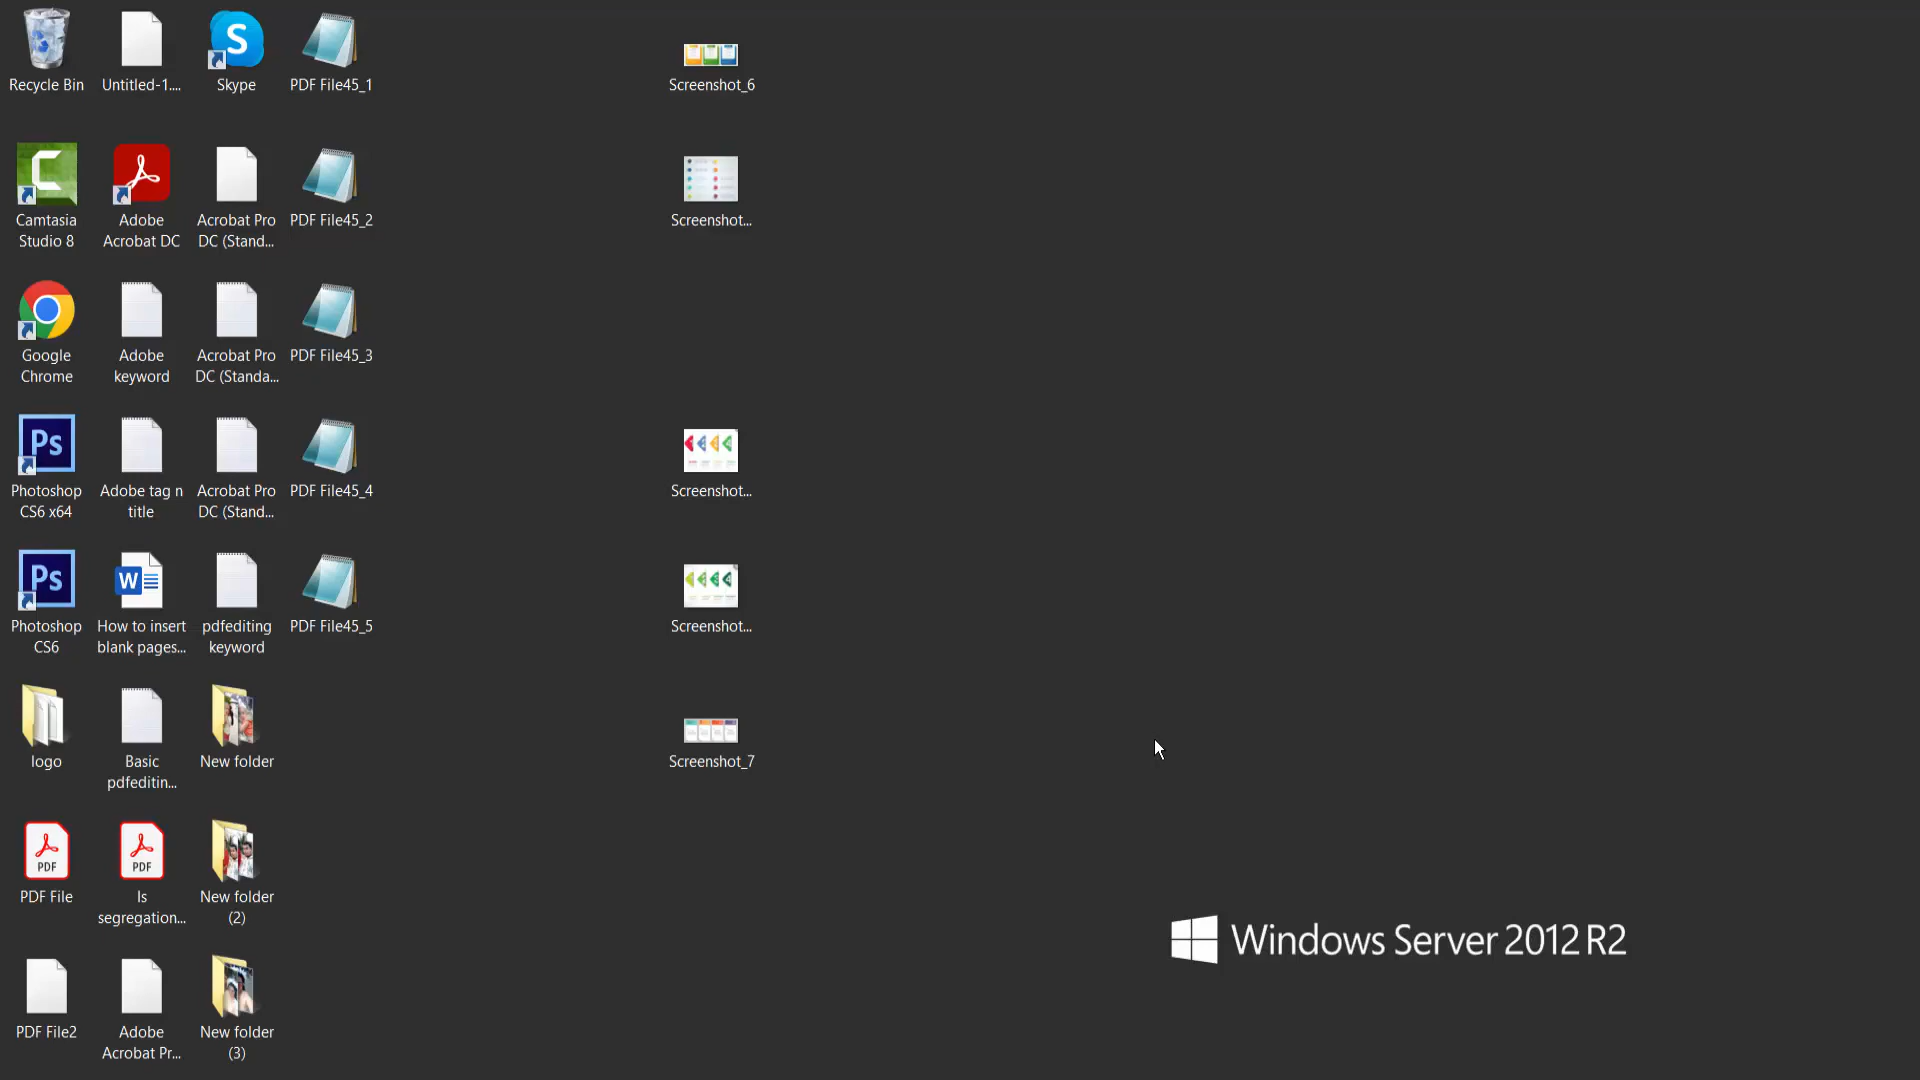 Recycle Bin
Untitled-1....
Skype
PDF File45_1
Screenshot_6
Camtasia
Studio 8
Adobe
Acrobat DC
Acrobat Pro
DC (Stand...
PDF File45_2
Screenshot...
Google
Chrome
Adobe
keyword
Acrobat Pro
DC (Standa...
PDF File45_3
Ps
Photoshop
CS6 x64
Adobe tag n
title
Acrobat Pro
DC (Stand...
PDF File45_4
Screenshot...
Ps
Photoshop
CS6
W
How to insert
blank pages...
pdfediting
keyword
PDF File45_5
Screenshot...
logo
Basic
pdfeditin...
New folder
Screenshot_7
PDF
PDF File
PDF
Is
segregation...
New folder
(2)
PDF File2
Adobe
Acrobat Pr...
New folder
(3)
Windows Server 2012 R2